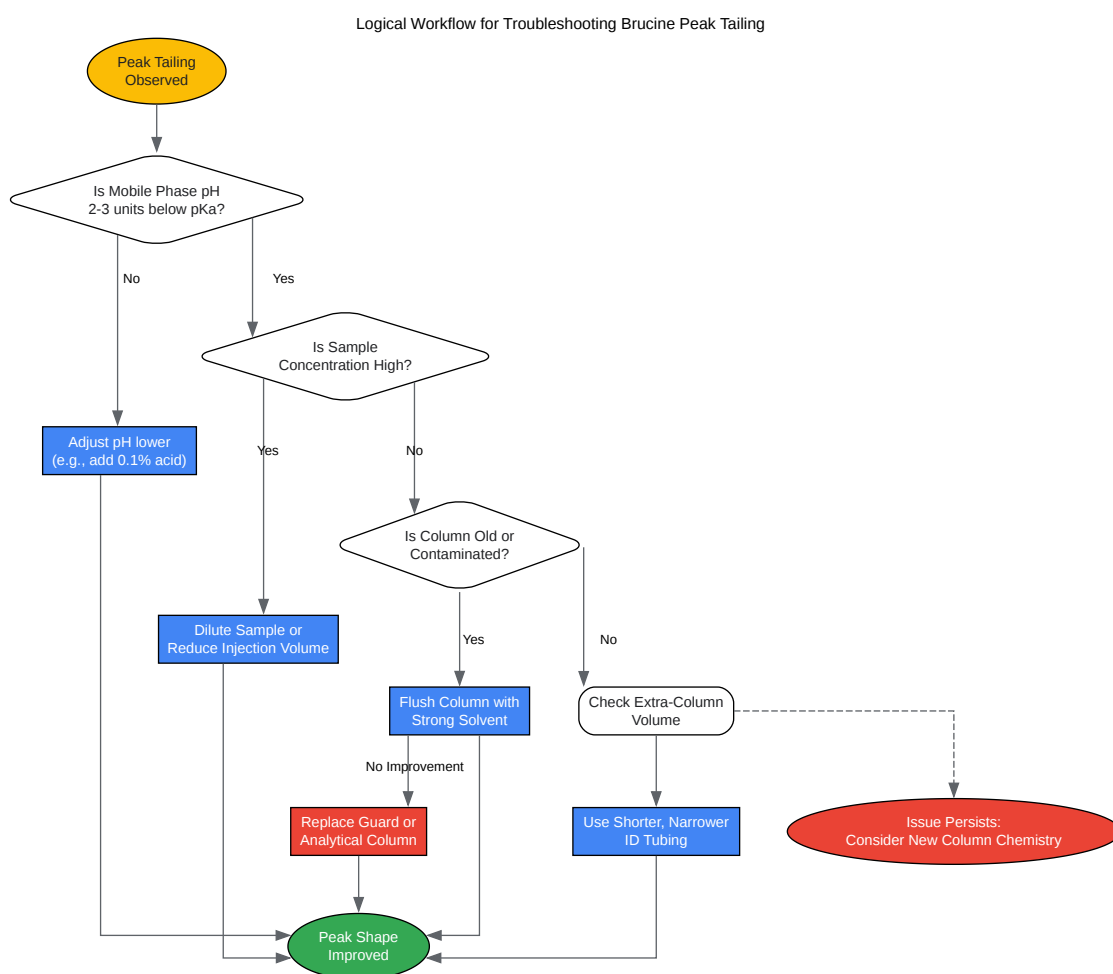 Logical Workflow for Troubleshooting Brucine Peak Tailing
Peak Tailing
Observed
Is Mobile Phase pH
2-3 units below pKa?
No
Yes
Is Sample
Concentration High?
Adjust pH lower
(e.g., add 0.1% acid)
Yes
No
Is Column Old or
Contaminated?
Dilute Sample or
Reduce Injection Volume
Yes
No
Flush Column with
Strong Solvent
Check Extra-Column
Volume
No Improvement
Replace Guard or
Analytical Column
Use Shorter, Narrower
ID Tubing
Issue Persists:
Consider New Column Chemistry
Peak Shape
Improved